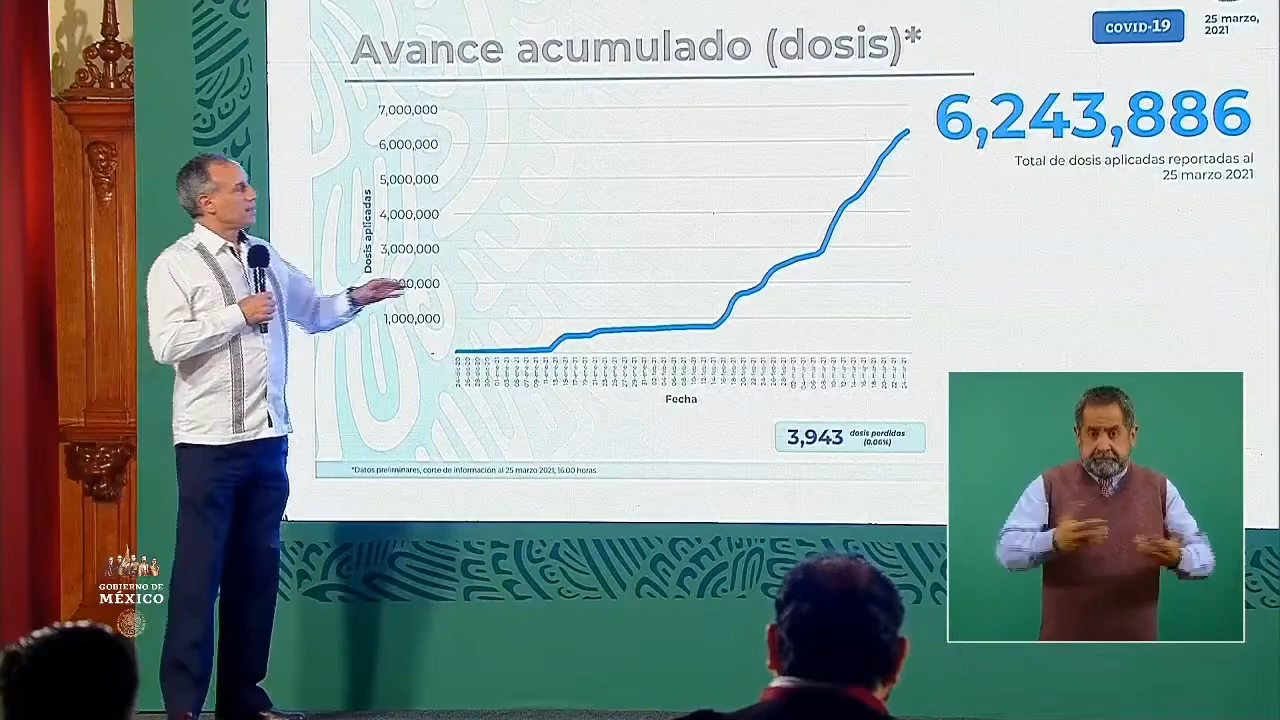 Avance acumulado (dosis)*
COVID-19
25 marzo,
2021
6,243,886
Total de dosis aplicadas reportadas al
25 marzo 2021
7,000,000
6,000,000
5,000,000
4,000,000
3,000,000
000,000
1,000,000
-
Dosis aplicadas
Fecha
3,943 dosis perdidas
(0.06%)
*Datos preliminares, corte de información al 25 marzo 2021, 16:00 horas.
GOBIERNO DE
MÉXICO